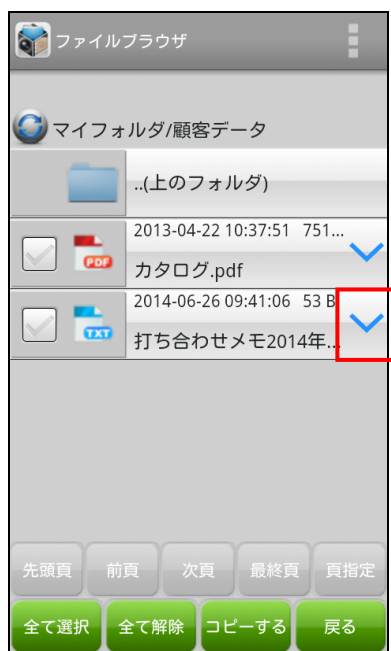 ファイルブラウザ
マイフォルダ/顧客データ
..(上のフォルダ)
2013-04-22 10:37:51 751...
PDF
カタログ.pdf
2014-06-26 09:41:06 53 B
TXT
打ち合わせメモ2014年...
先頭頁 前頁 次頁 最終頁 頁指定
全て選択 全て解除 コピーする 戻る